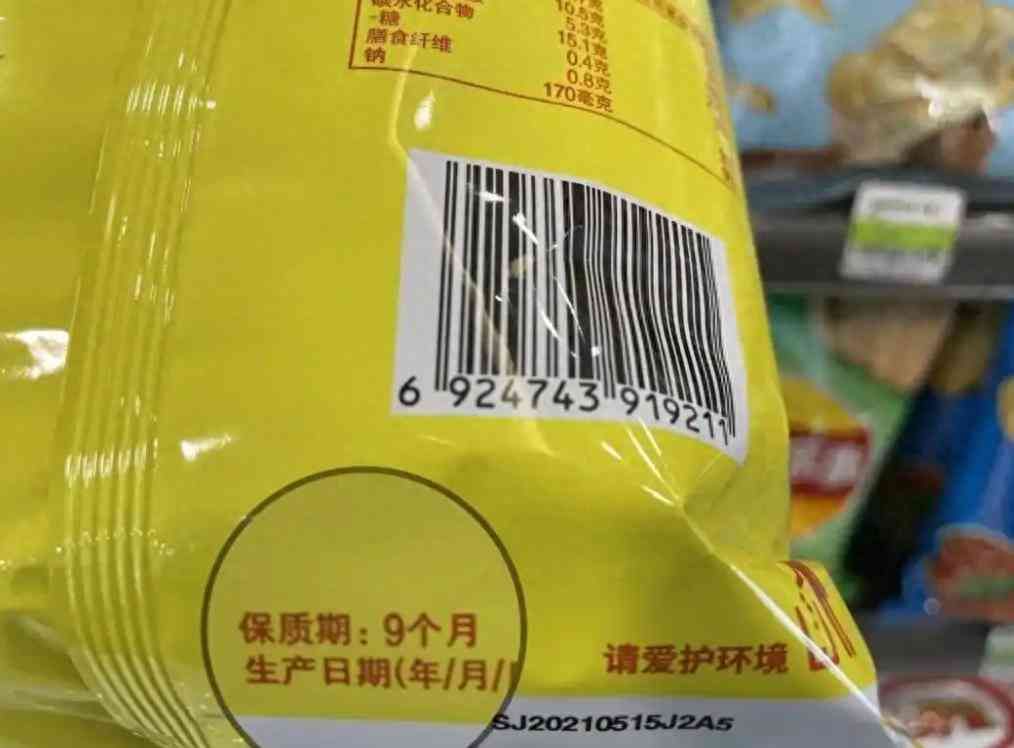 碳水化合物 10.5克
-糖 5.3克
膳食纤维 15.1克
钠 0.4克
0.8克
170毫克
6 924743 919211
保质期：9个月
生产日期(年/月/
请爱护环境
SJ20210515J2A5